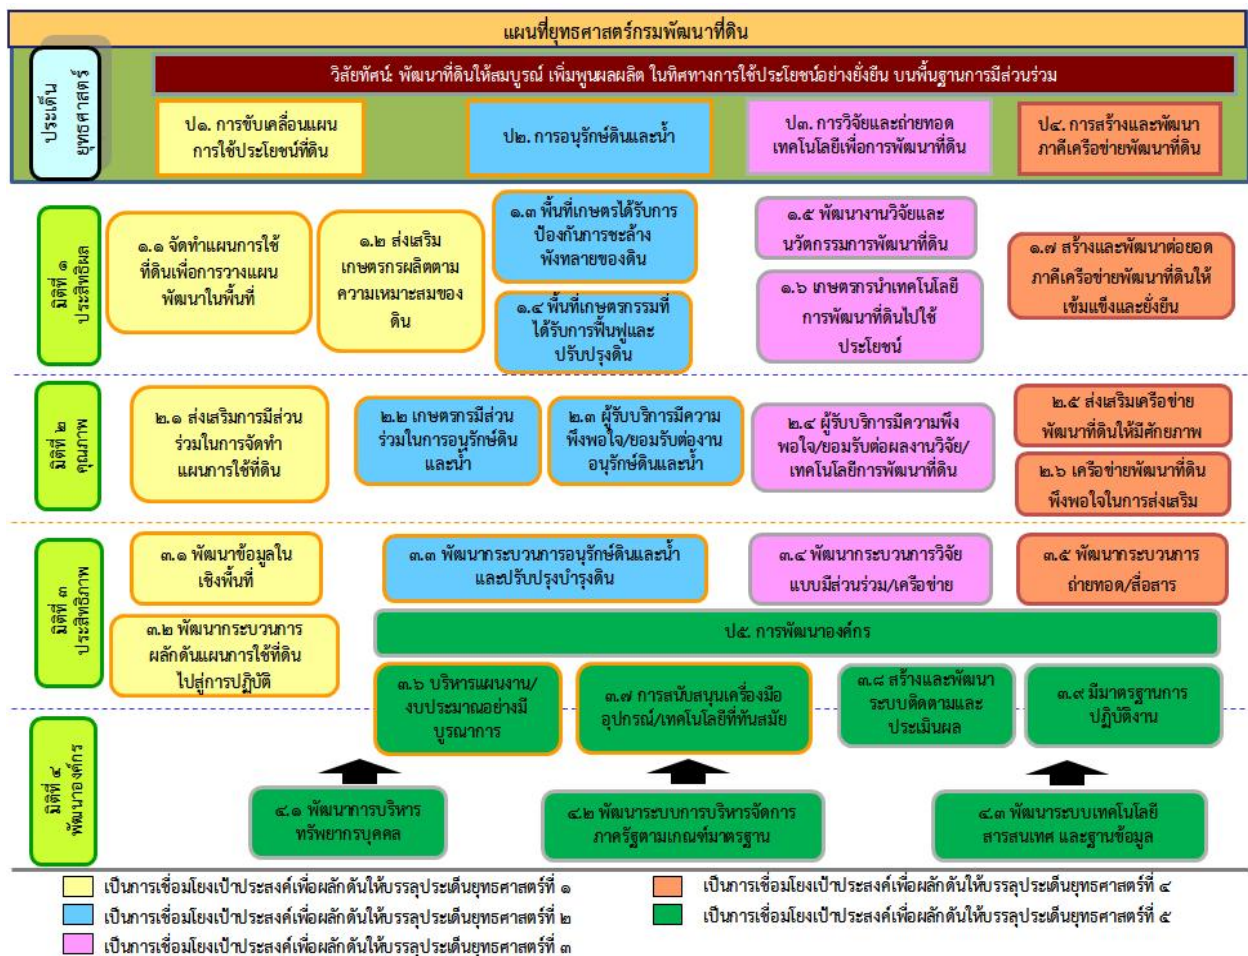 แผนที่ยุทธศาสตร์กรมพัฒนาที่ดิน
ประเด็น
ยุทธศาสตร์
วิสัยทัศน์: พัฒนาที่ดินให้สมบูรณ์ เพิ่มพูนผลผลิต ในทิศทางการใช้ประโยชน์อย่างยั่งยืน บนพื้นฐานการมีส่วนร่วม
ป๑. การขับเคลื่อนแผน
การใช้ประโยชน์ที่ดิน
ป๒. การอนุรักษ์ดินและน้ำ
ป๓. การวิจัยและถ่ายทอด
เทคโนโลยีเพื่อการพัฒนาที่ดิน
ป๔. การสร้างและพัฒนา
ภาคีเครือข่ายพัฒนาที่ดิน
มิติที่ ๑
ประสิทธิผล
๑.๑ จัดทำแผนการใช้
ที่ดินเพื่อการวางแผน
พัฒนาในพื้นที่
๑.๒ ส่งเสริม
เกษตรกรผลิตตาม
ความเหมาะสมของ
ดิน
๑.๓ พื้นที่เกษตรได้รับการ
ป้องกันการชะล้าง
พังทลายของดิน
๑.๔ พื้นที่เกษตรกรรมที่
ได้รับการฟื้นฟูและ
ปรับปรุงดิน
๑.๕ พัฒนางานวิจัยและ
นวัตกรรมการพัฒนาที่ดิน
๑.๖ เกษตรกรนำเทคโนโลยี
การพัฒนาที่ดินไปใช้
ประโยชน์
๑.๗ สร้างและพัฒนาต่อยอด
ภาคีเครือข่ายพัฒนาที่ดินให้
เข้มแข็งและยั่งยืน
มิติที่ ๒
คุณภาพ
๒.๑ ส่งเสริมการมีส่วน
ร่วมในการจัดทำ
แผนการใช้ที่ดิน
๒.๒ เกษตรกรมีส่วน
ร่วมในการอนุรักษ์ดิน
และน้ำ
๒.๓ ผู้รับบริการมีความ
พึงพอใจ/ยอมรับต่องาน
อนุรักษ์ดินและน้ำ
๒.๔ ผู้รับบริการมีความพึง
พอใจ/ยอมรับต่อผลงานวิจัย/
เทคโนโลยีการพัฒนาที่ดิน
๒.๕ ส่งเสริมเครือข่าย
พัฒนาที่ดินให้มีศักยภาพ
๒.๖ เครือข่ายพัฒนาที่ดิน
พึงพอใจในการส่งเสริม
มิติที่ ๓
ประสิทธิภาพ
๓.๑ พัฒนาข้อมูลใน
เชิงพื้นที่
๓.๒ พัฒนากระบวนการ
ผลักดันแผนการใช้ที่ดิน
ไปสู่การปฏิบัติ
๓.๓ พัฒนากระบวนการอนุรักษ์ดินและน้ำ
และปรับปรุงบำรุงดิน
๓.๔ พัฒนากระบวนการวิจัย
แบบมีส่วนร่วม/เครือข่าย
๓.๕ พัฒนากระบวนการ
ถ่ายทอด/สื่อสาร
ป๕. การพัฒนาองค์กร
๓.๖ บริหารแผนงาน/
งบประมาณอย่างมี
บูรณาการ
๓.๗ การสนับสนุนเครื่องมือ
อุปกรณ์/เทคโนโลยีที่ทันสมัย
๓.๘ สร้างและพัฒนา
ระบบติดตามและ
ประเมินผล
๓.๙ มีมาตรฐานการ
ปฏิบัติงาน
มิติที่ ๔
พัฒนาองค์กร
๔.๑ พัฒนาการบริหาร
ทรัพยากรบุคคล
๔.๒ พัฒนาระบบการบริหารจัดการ
ภาครัฐตามเกณฑ์มาตรฐาน
๔.๓ พัฒนาระบบเทคโนโลยี
สารสนเทศ และฐานข้อมูล
เป็นการเชื่อมโยงเป้าประสงค์เพื่อผลักดันให้บรรลุประเด็นยุทธศาสตร์ที่ ๑
เป็นการเชื่อมโยงเป้าประสงค์เพื่อผลักดันให้บรรลุประเด็นยุทธศาสตร์ที่ ๒
เป็นการเชื่อมโยงเป้าประสงค์เพื่อผลักดันให้บรรลุประเด็นยุทธศาสตร์ที่ ๓
เป็นการเชื่อมโยงเป้าประสงค์เพื่อผลักดันให้บรรลุประเด็นยุทธศาสตร์ที่ ๔
เป็นการเชื่อมโยงเป้าประสงค์เพื่อผลักดันให้บรรลุประเด็นยุทธศาสตร์ที่ ๕